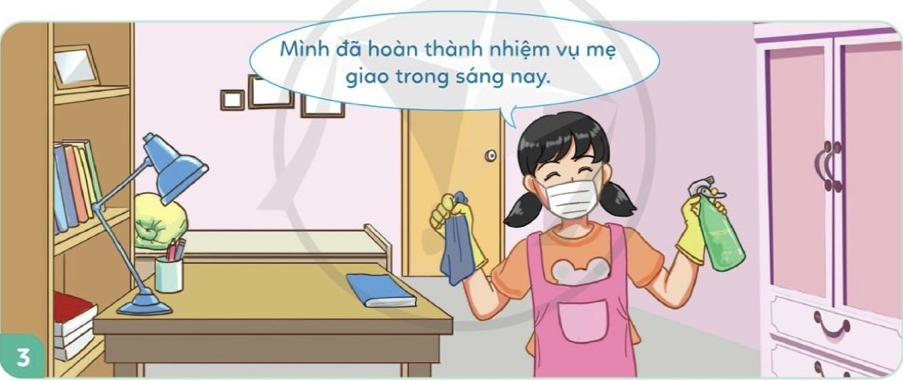 Mình đã hoàn thành nhiệm vụ mẹ
giao trong sáng nay.
3